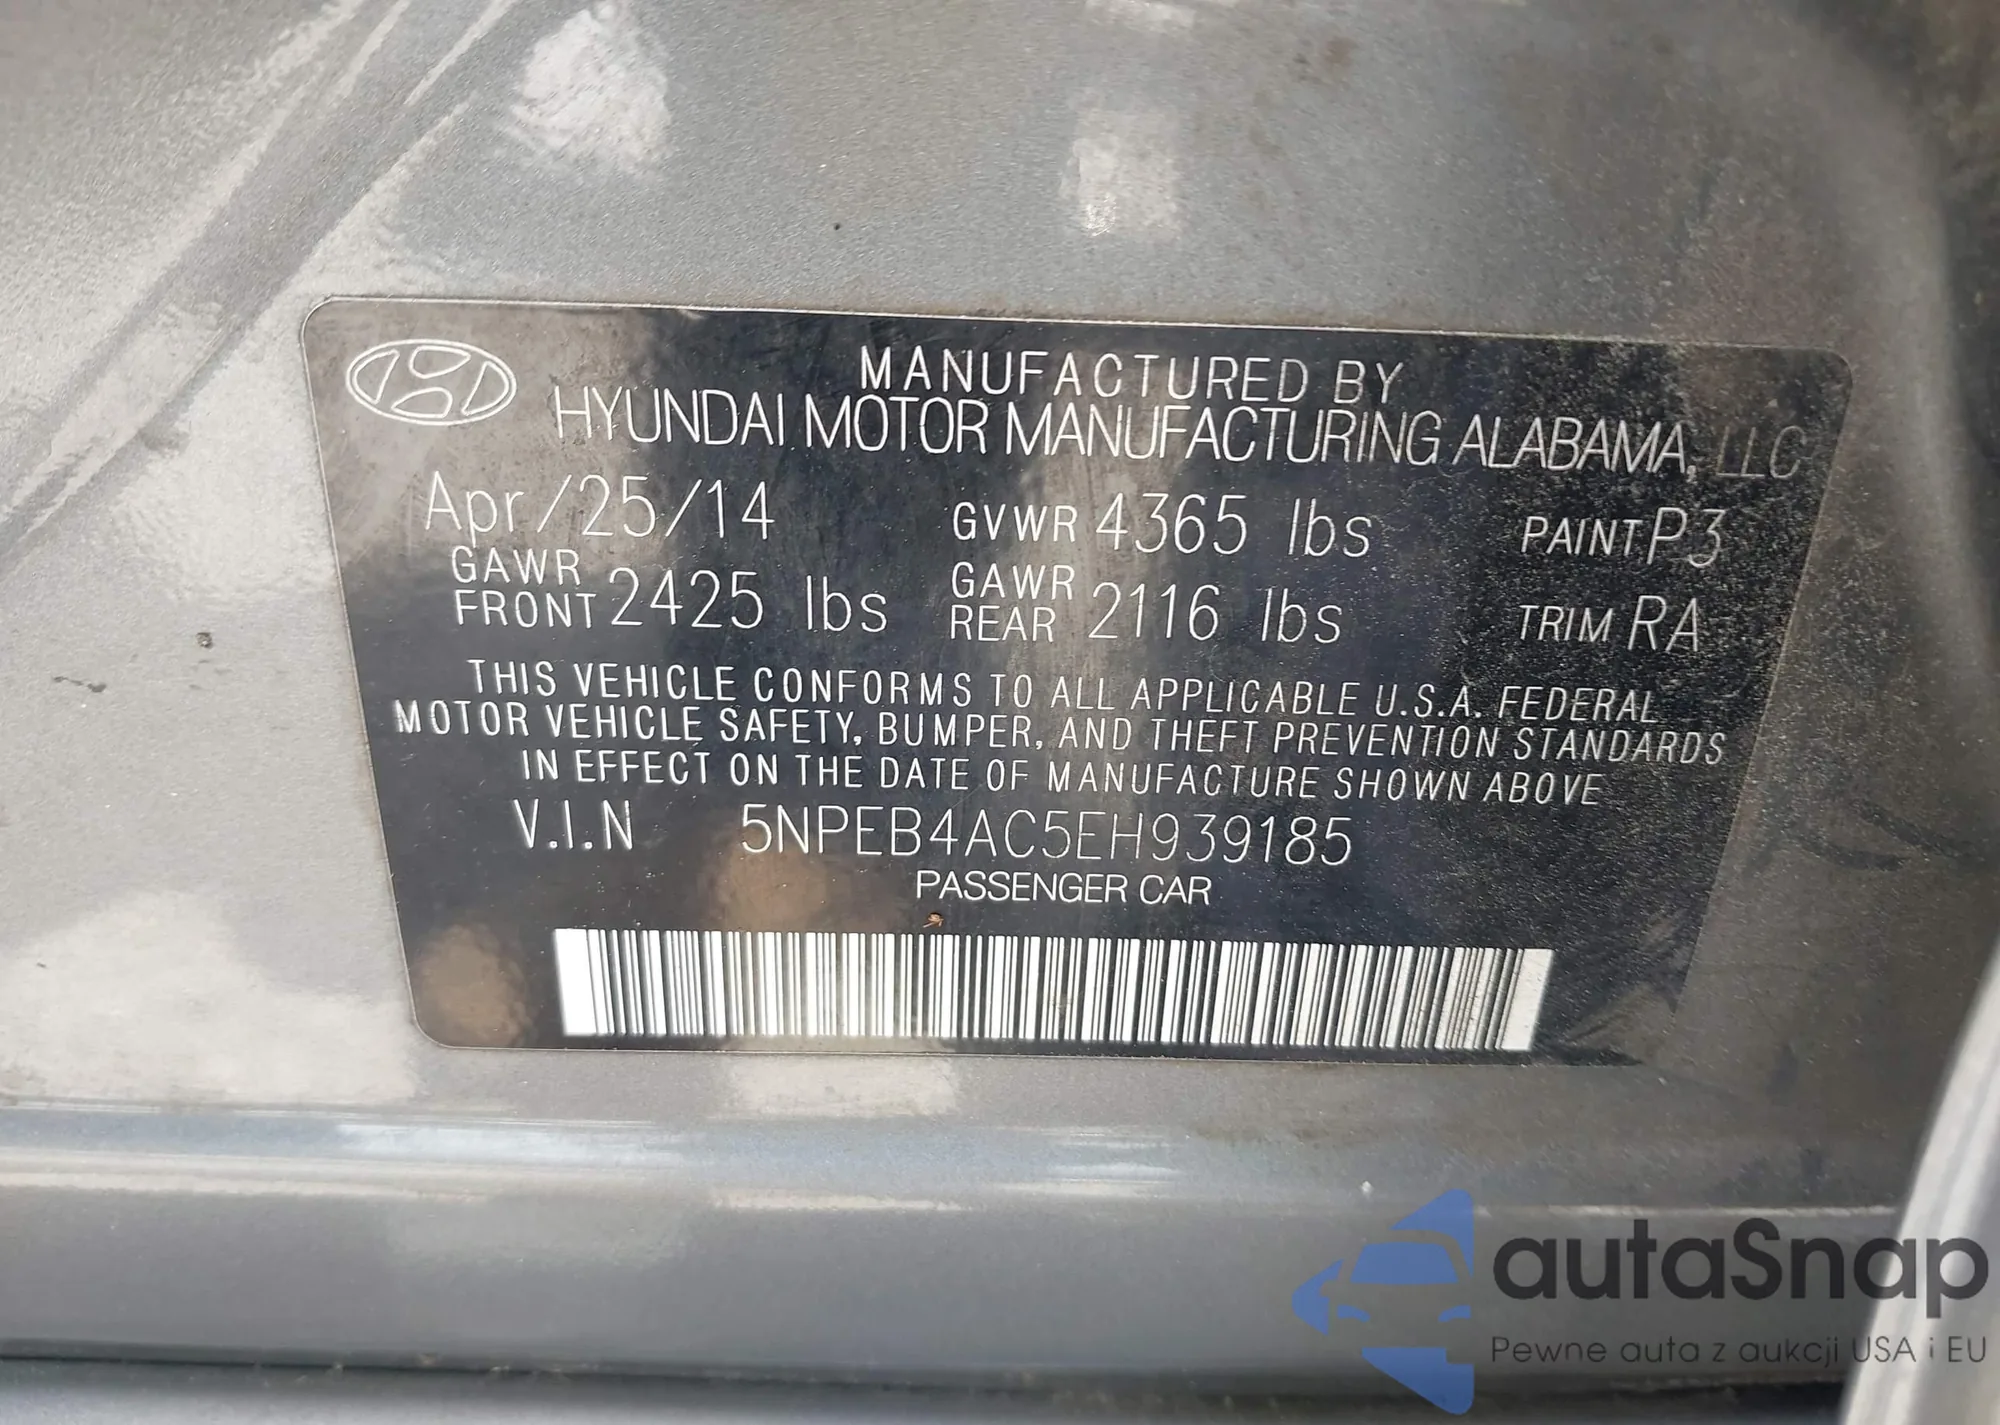 MANUFACTURED BY
HYUNDAI MOTOR MANUFACTURING ALABAMA, LLC
Apr/25/14 GVWR 4365 lbs PAINT P3
GAWR FRONT 2425 lbs GAWR REAR 2116 lbs TRIM RA
THIS VEHICLE CONFORMS TO ALL APPLICABLE U.S.A. FEDERAL
MOTOR VEHICLE SAFETY, BUMPER, AND THEFT PREVENTION STANDARDS
IN EFFECT ON THE DATE OF MANUFACTURE SHOWN ABOVE
V.I.N 5NPEB4AC5EH939185
PASSENGER CAR
autaSnap
Pewne auta z aukcji USA i EU